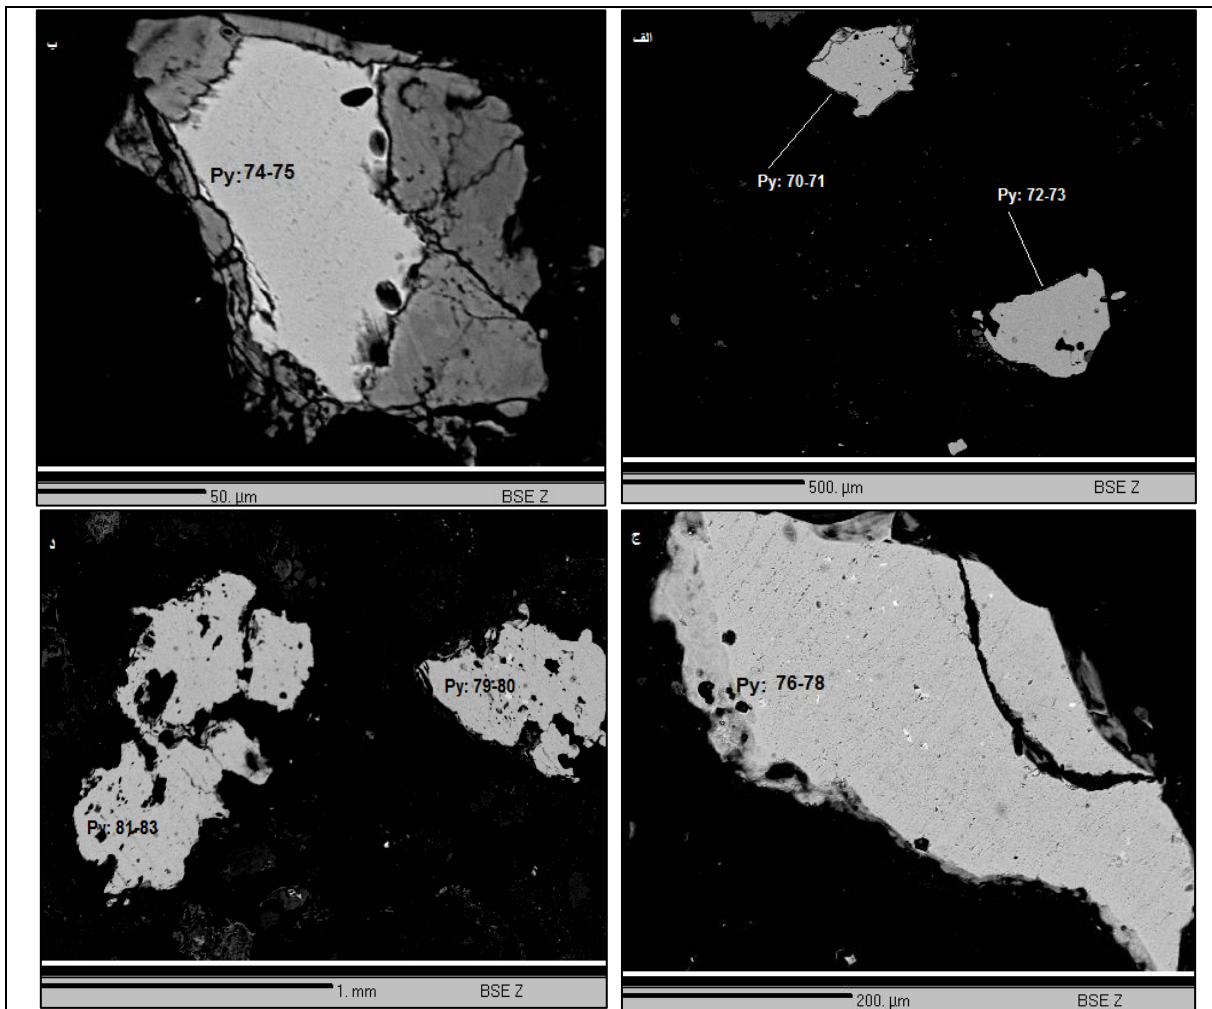 الف
Py: 70-71
Py: 72-73
500. µm BSE Z
ب
Py: 74-75
50. µm BSE Z
ج
Py: 76-78
200. µm BSE Z
د
Py: 79-80
Py: 81-83
1. mm BSE Z